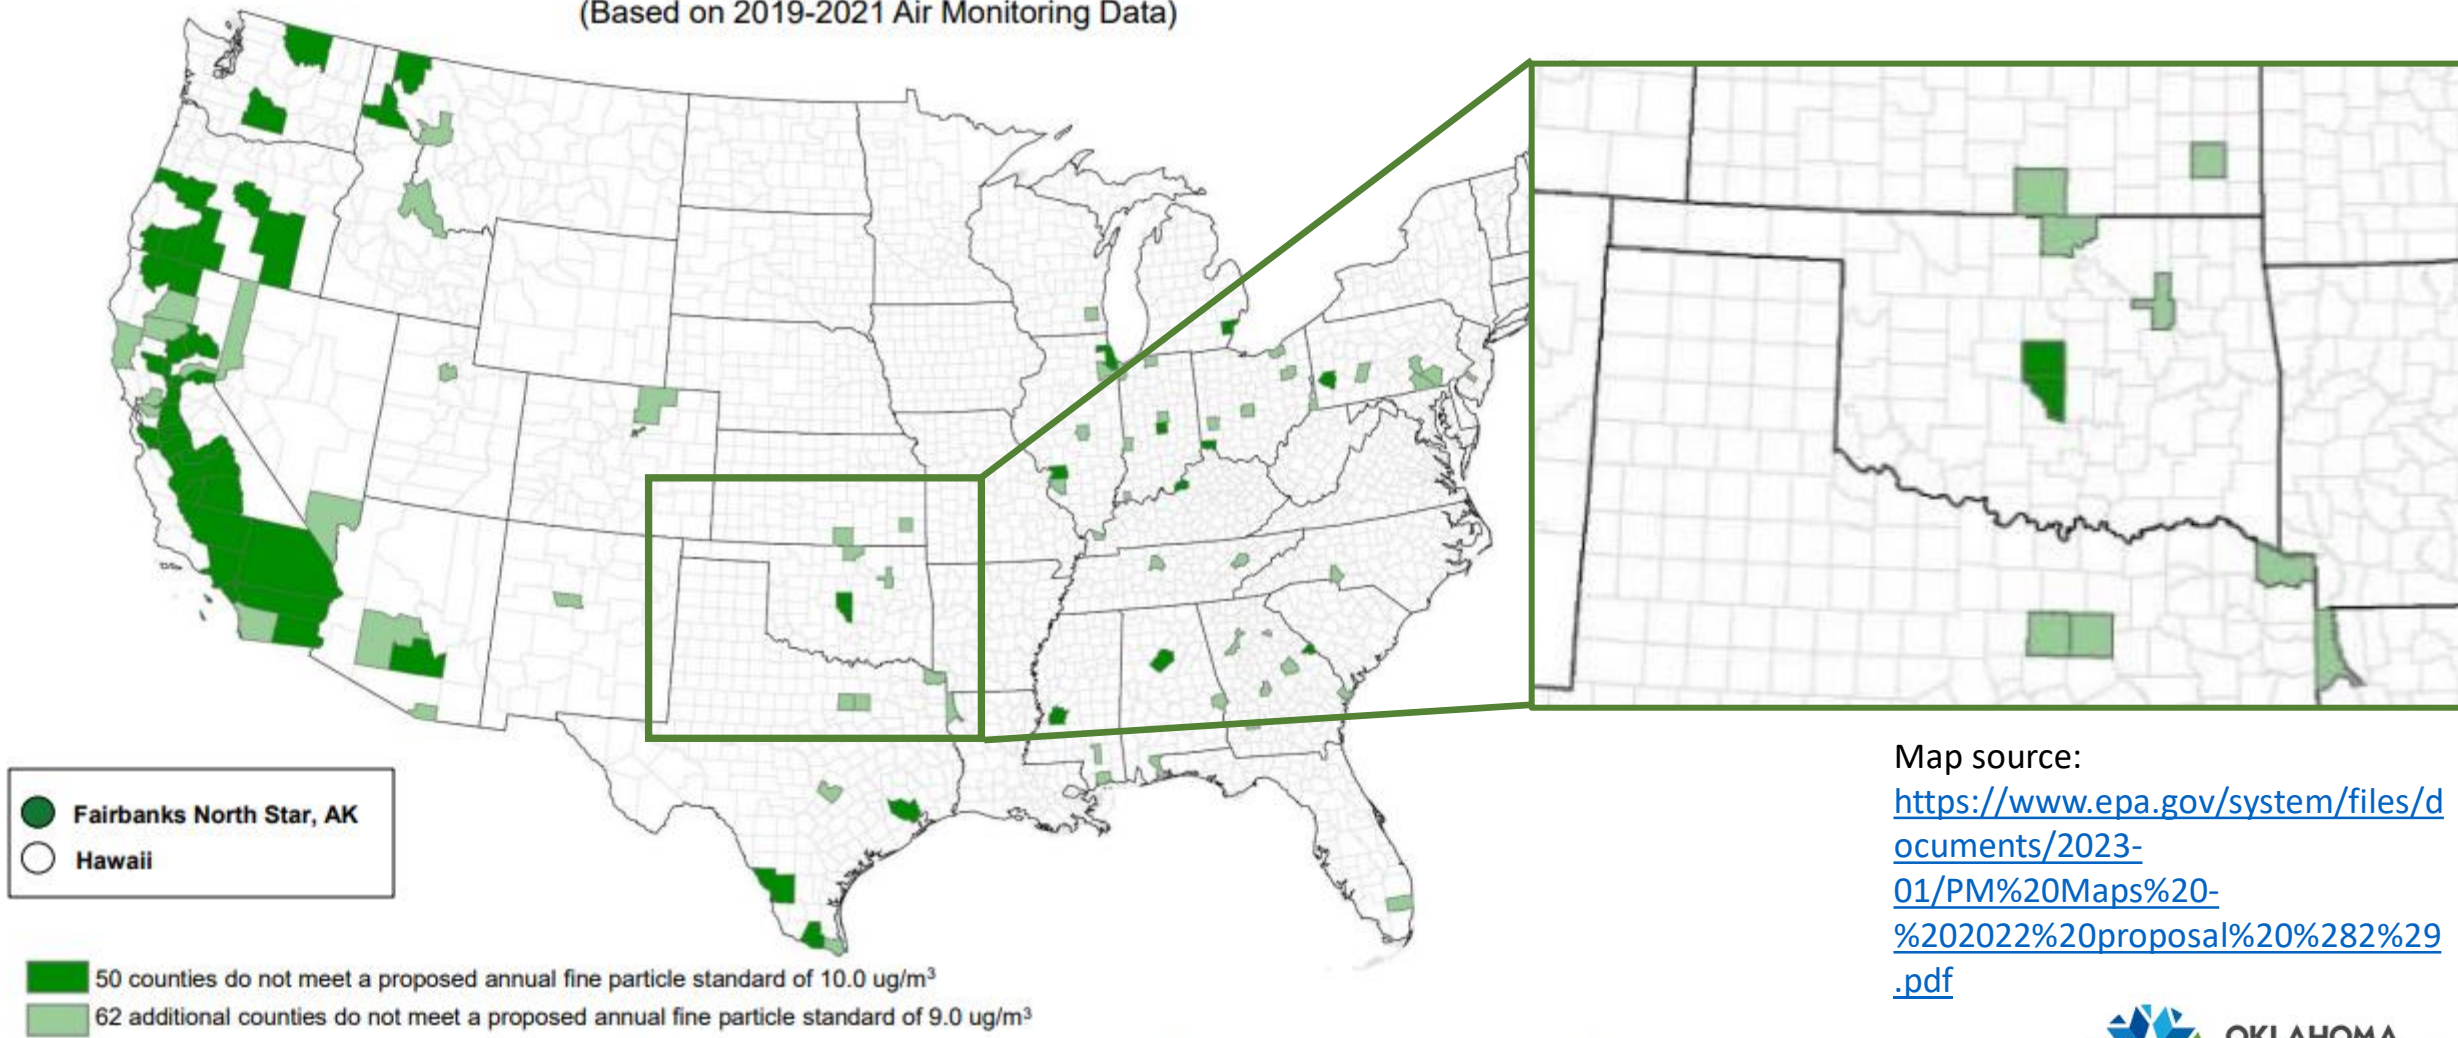 (Based on 2019-2021 Air Monitoring Data)
Fairbanks North Star, AK
Hawaii
50 counties do not meet a proposed annual fine particle standard of 10.0 ug/m³
62 additional counties do not meet a proposed annual fine particle standard of 9.0 ug/m³
Map source:
https://www.epa.gov/system/files/d
ocuments/2023-
01/PM%20Maps%20-
%202022%20proposal%20%282%29
.pdf
OKLAHOMA